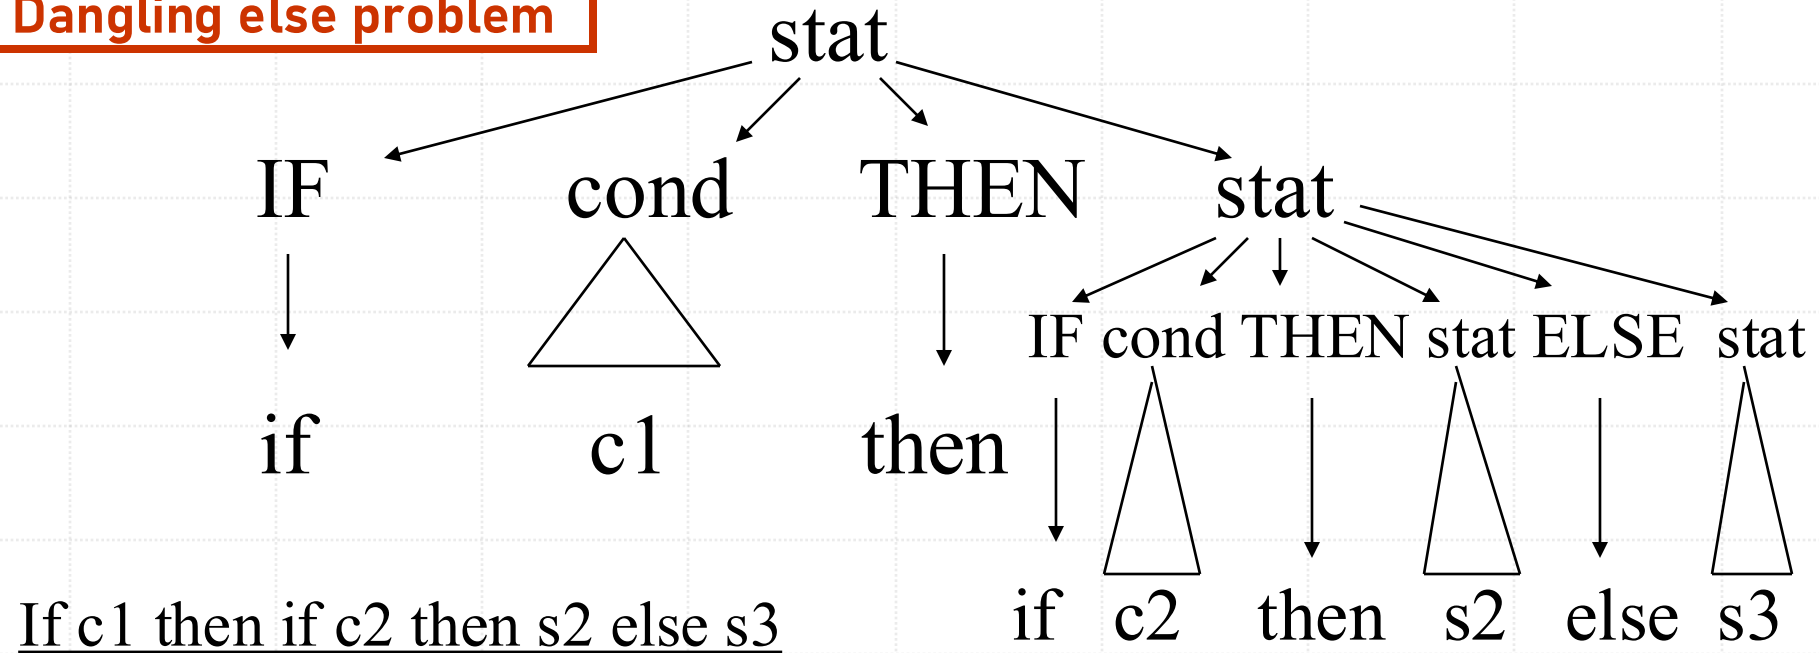 Dangling else problem
stat
IF cond THEN stat
IF cond THEN stat ELSE stat
if c1 then
if c2 then s2 else s3
If c1 then if c2 then s2 else s3